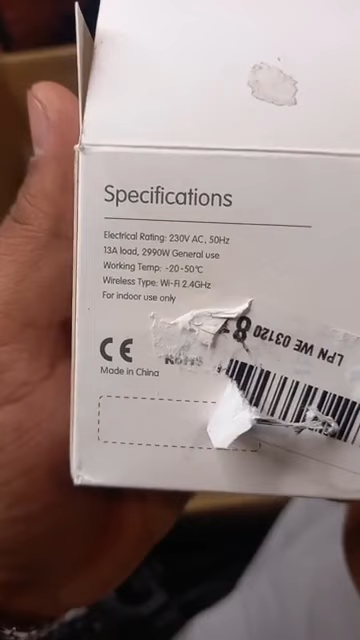 Specifications
Electrical Rating: 230V AC, 50Hz
13A load, 2990W General use
Working Temp: -20-50℃
Wireless Type: Wi-Fi 2.4GHz
For indoor use only
CE
RoHS
Made in China
LPN WE 03120 8